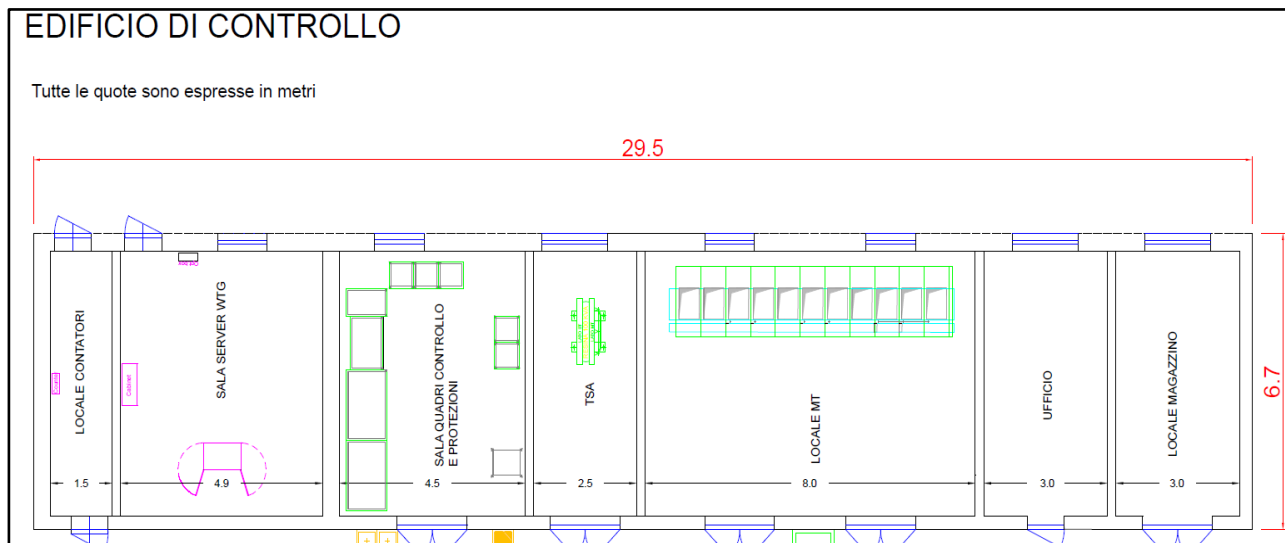 EDIFICIO DI CONTROLLO
Tutte le quote sono espresse in metri
29.5
6.7
LOCALE CONTATORI
SALA SERVER WTG
SALA QUADRI CONTROLLO
E PROTEZIONI
TSA
LOCALE MT
UFFICIO
LOCALE MAGAZZINO
Cabinet
1.5
4.9
4.5
2.5
8.0
3.0
3.0